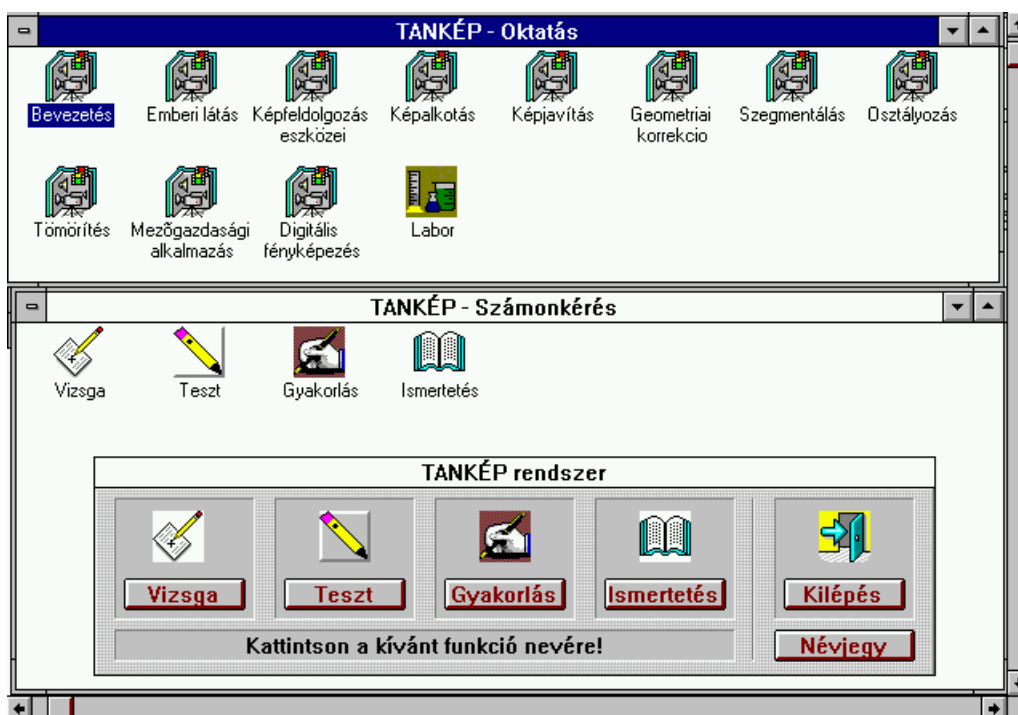 TANKÉP - Oktatás
Bevezetés Emberi látás Képfeldolgozás Képalkotás Képjavítás Geometriai Szegmentálás Osztályozás
eszközei korrekcio
Tömörítés Mezõgazdasági Digitális Labor
alkalmazás fényképezés
TANKÉP - Számonkérés
Vizsga Teszt Gyakorlás Ismertetés
TANKÉP rendszer
Vizsga Teszt Gyakorlás Ismertetés Kilépés
Kattintson a kívánt funkció nevére! Névjegy